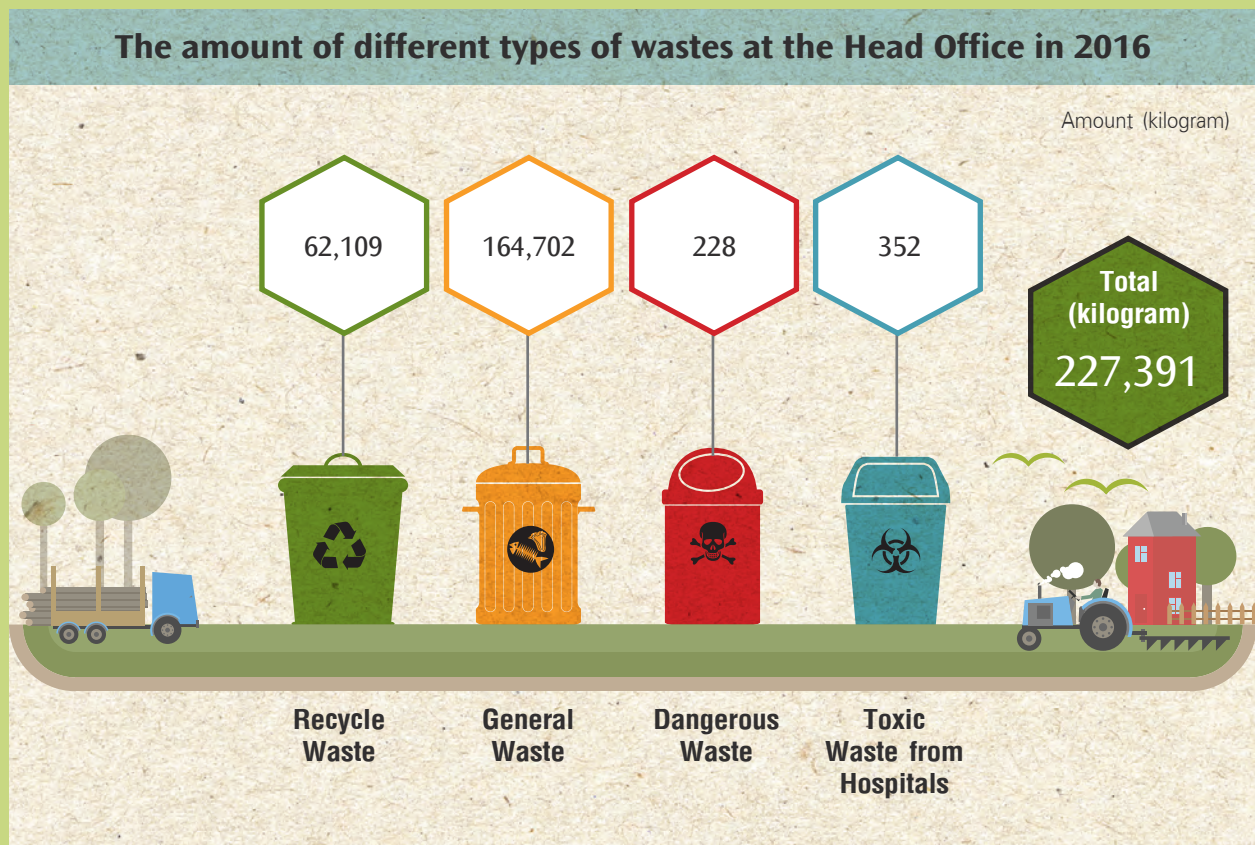 The amount of different types of wastes at the Head Office in 2016
Amount (kilogram)
62,109
164,702
228
352
Total
(kilogram)
227,391
Recycle
Waste
General
Waste
Dangerous
Waste
Toxic
Waste from
Hospitals